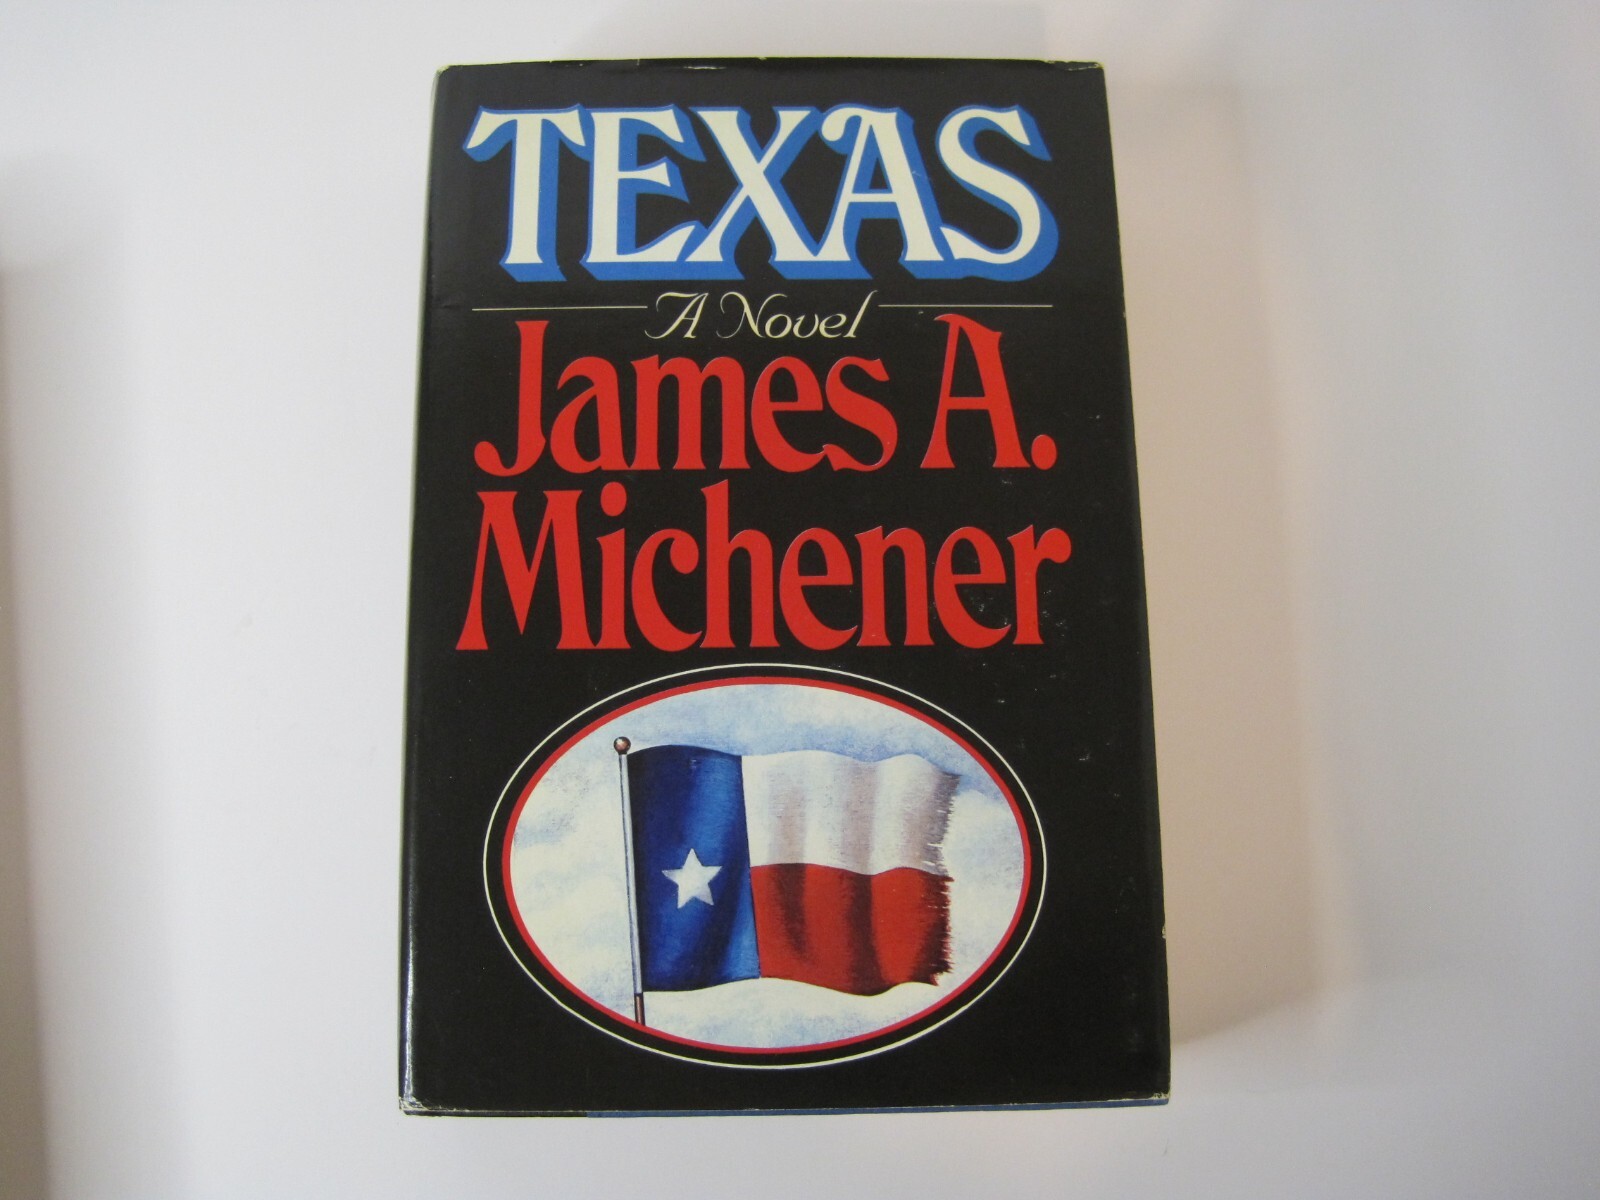 TEXAS
A Novel
James A.
Michener